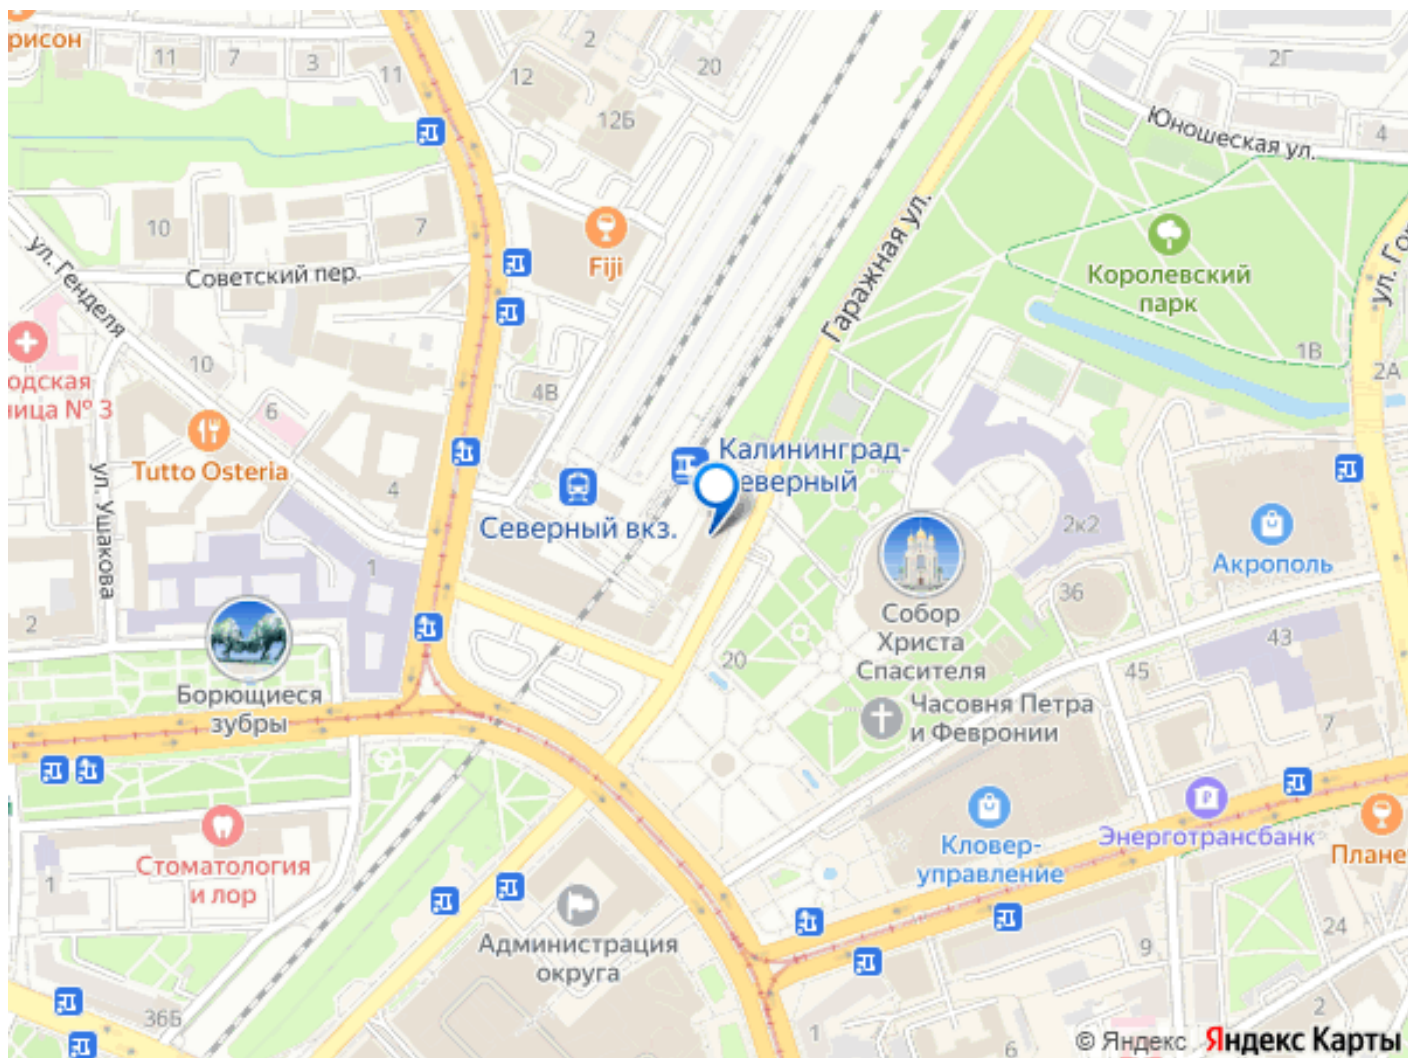 рисон
11
7
3
11
2
12
20
12Б
2Г
4
Юношеская ул.
10
7
Fiji
Советский пер.
ул. Генделя
Гаражная ул.
Королевский
парк
ул. Го
1В
2А
одская
ница № 3
10
6
4В
Tutto Osteria
4
ул. Ушакова
Калининград-
еверный
Северный вкз.
2к2
Акрополь
1
36
2
Собор
Христа
Спасителя
43
45
20
Борющиеся
зубры
Часовня Петра
и Февронии
7
Кловер-
управление
Энерготрансбанк
Плане
Стоматология
и лор
1
Администрация
округа
24
9
36Б
1
6
2
© Яндекс Яндекс Карты